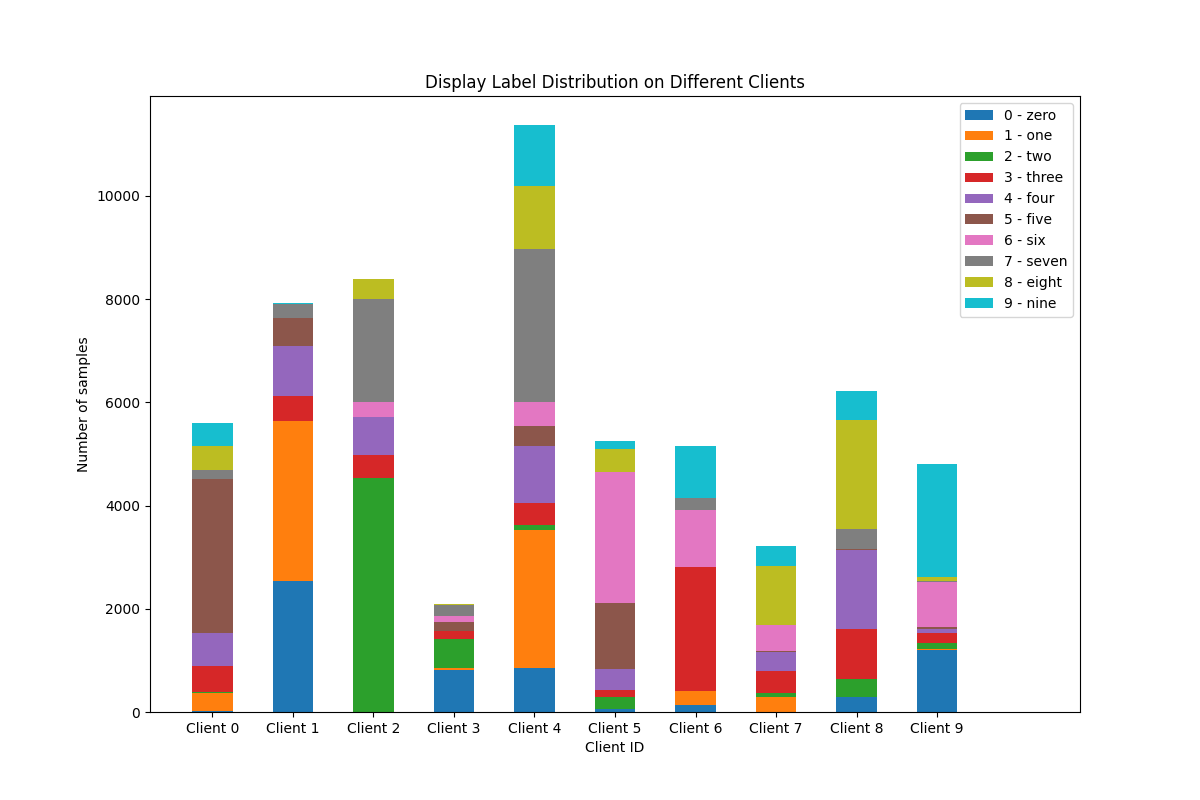 Display Label Distribution on Different Clients
0 - zero
1 - one
2 - two
3 - three
4 - four
5 - five
6 - six
7 - seven
8 - eight
9 - nine
Number of samples
10000
8000
6000
4000
2000
0
Client 0 Client 1 Client 2 Client 3 Client 4 Client 5 Client 6 Client 7 Client 8 Client 9
Client ID